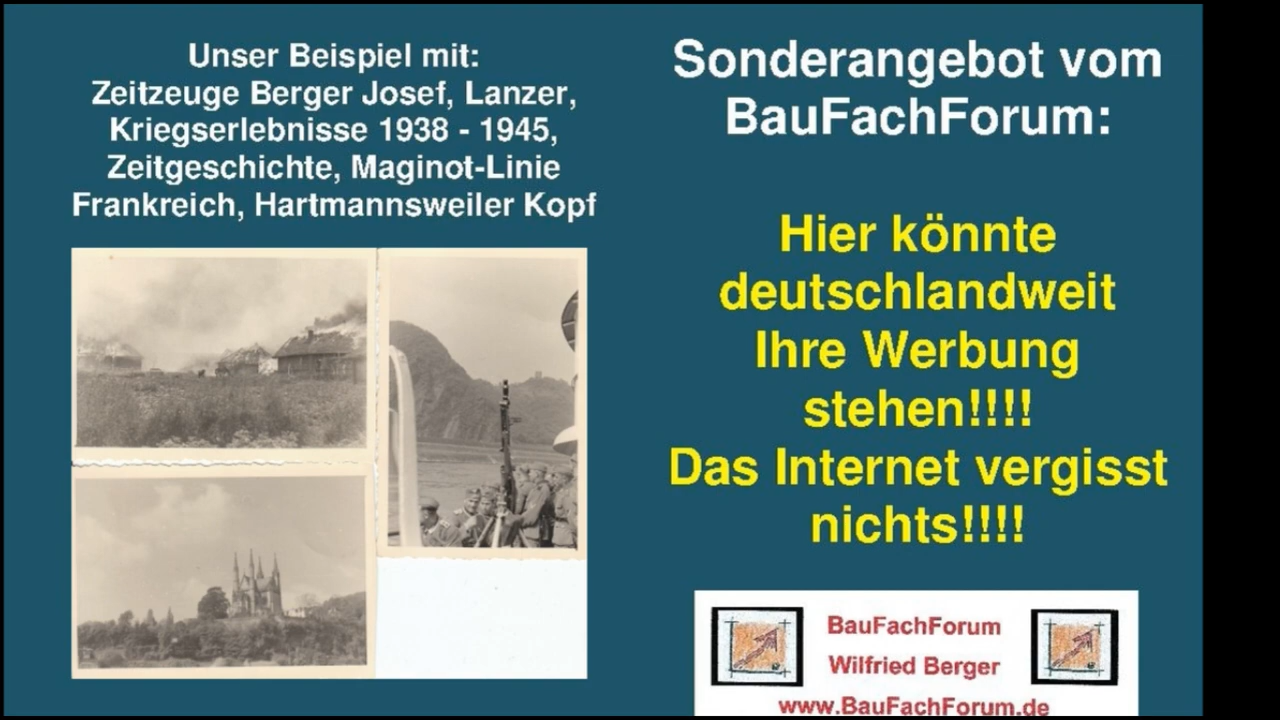 Unser Beispiel mit:
Zeitzeuge Berger Josef, Lanzer,
Kriegserlebnisse 1938 - 1945,
Zeitgeschichte, Maginot-Linie
Frankreich, Hartmannsweiler Kopf
Sonderangebot vom
BauFachForum:
Hier könnte
deutschlandweit
Ihre Werbung
stehen!!!!
Das Internet vergisst
nichts!!!!
BauFachForum
Wilfried Berger
www.BauFachForum.de